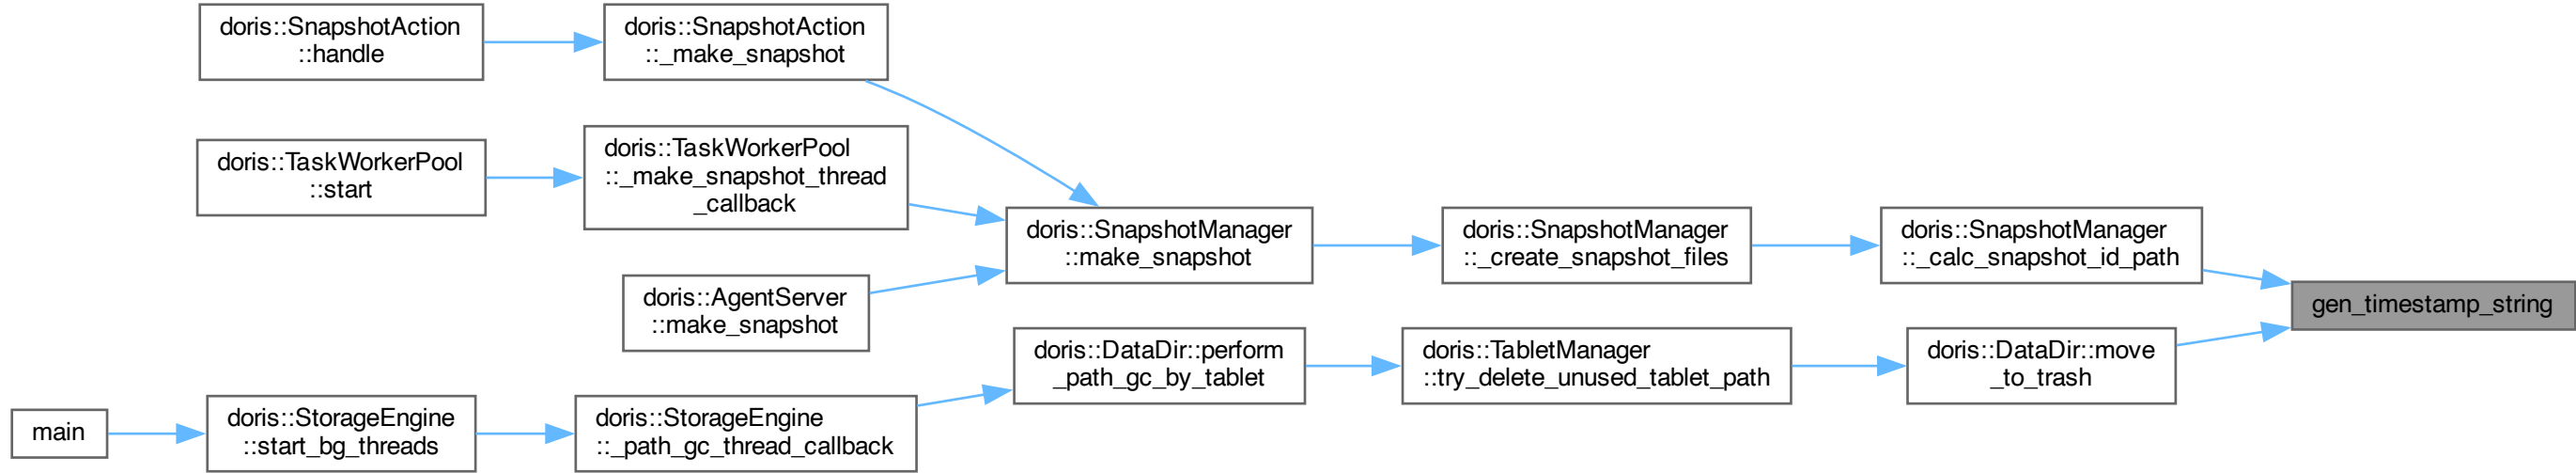 doris::SnapshotAction
::handle
doris::SnapshotAction
::_make_snapshot
doris::TaskWorkerPool
::start
doris::TaskWorkerPool
::_make_snapshot_thread
_callback
doris::AgentServer
::make_snapshot
doris::SnapshotManager
::make_snapshot
doris::SnapshotManager
::_create_snapshot_files
doris::SnapshotManager
::_calc_snapshot_id_path
gen_timestamp_string
main
doris::StorageEngine
::start_bg_threads
doris::StorageEngine
::_path_gc_thread_callback
doris::DataDir::perform
_path_gc_by_tablet
doris::TabletManager
::try_delete_unused_tablet_path
doris::DataDir::move
_to_trash